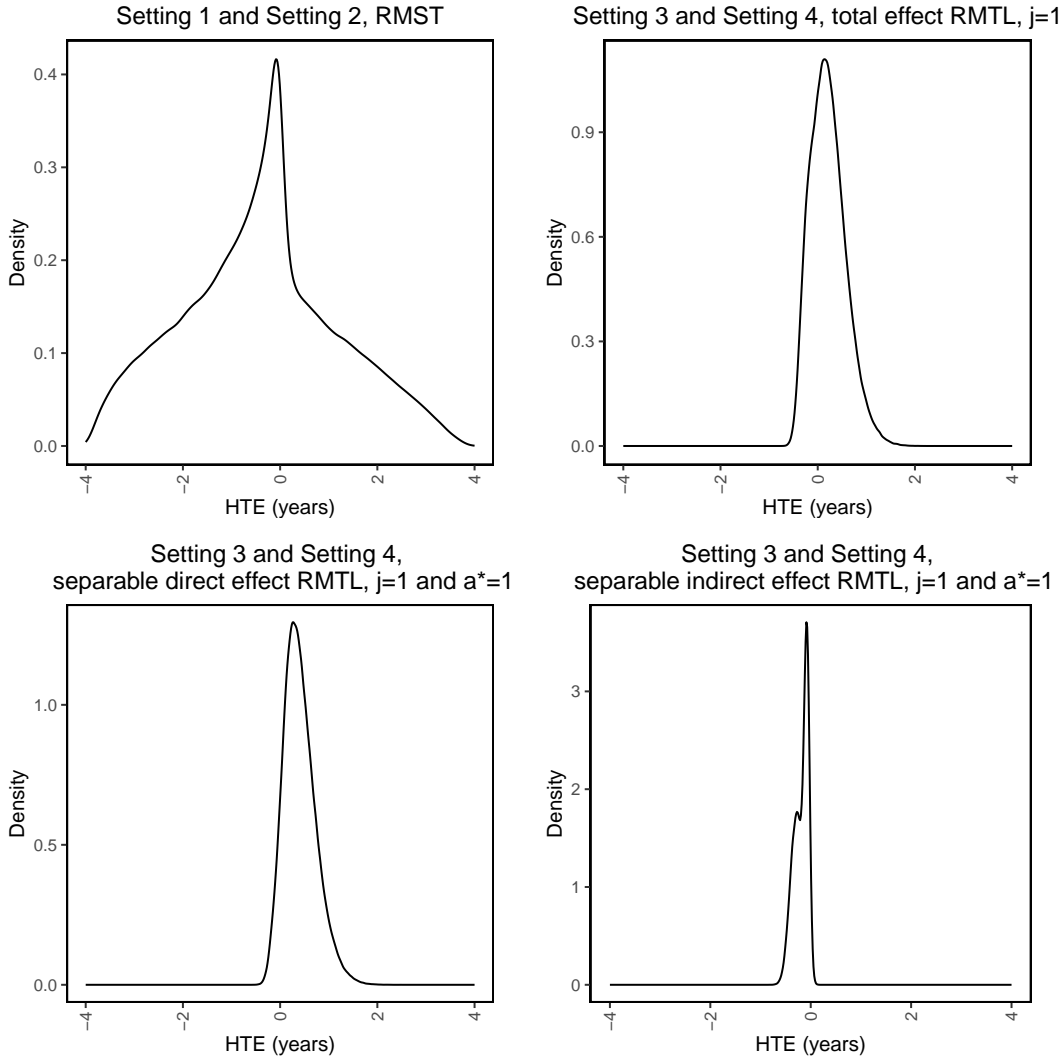 Setting 1 and Setting 2, RMST
0.4
0.3
0.2
0.1
0.0
Density
−4
−2
0
2
4
HTE (years)
Setting 3 and Setting 4, total effect RMTL, j=1
0.9
0.6
0.3
0.0
Density
−4
−2
0
2
4
HTE (years)
Setting 3 and Setting 4,
separable direct effect RMTL, j=1 and a*=1
1.0
0.5
0.0
Density
−4
−2
0
2
4
HTE (years)
Setting 3 and Setting 4,
separable indirect effect RMTL, j=1 and a*=1
3
2
1
0
Density
−4
−2
0
2
4
HTE (years)